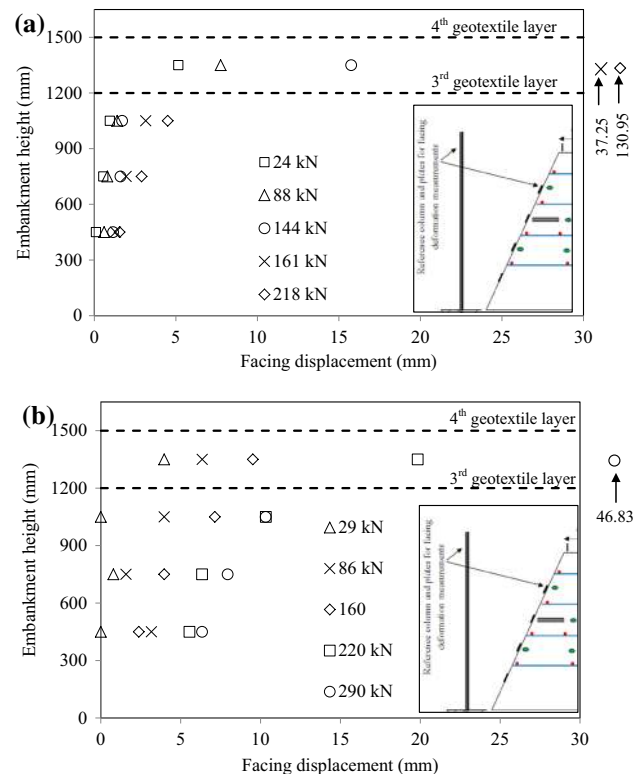 (a)
1500
1200
900
600
300
0
Embankment height (mm)
4th geotextile layer
3rd geotextile layer
24 kN
88 kN
144 kN
161 kN
218 kN
Reference column and plates for facing
deformation measurements
37.25
130.95
0 5 10 15 20 25 30
Facing displacement (mm)
(b)
1500
1200
900
600
300
0
Embankment height (mm)
4th geotextile layer
3rd geotextile layer
29 kN
86 kN
160
220 kN
290 kN
Reference column and plates for facing
deformation measurements
46.83
0 5 10 15 20 25 30
Facing displacement (mm)